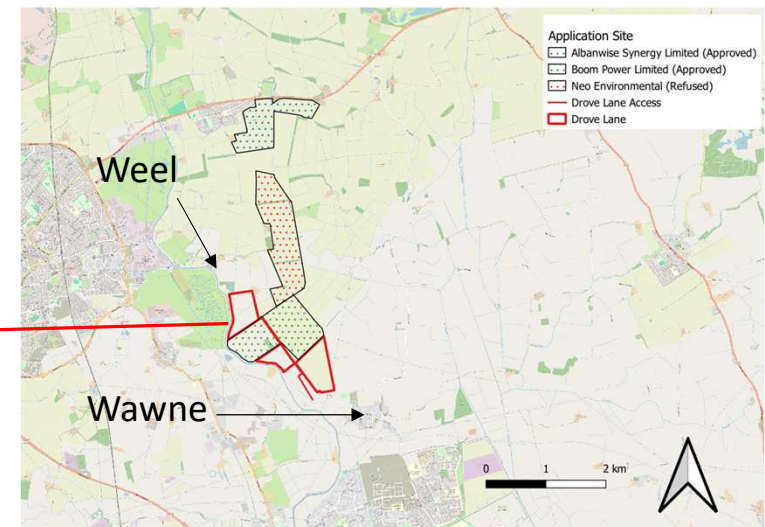 Application Site
Albanwise Synergy Limited (Approved)
Boom Power Limited (Approved)
Neo Environmental (Refused)
Drove Lane Access
Drove Lane
Weel
Wawne
0 1 2 km